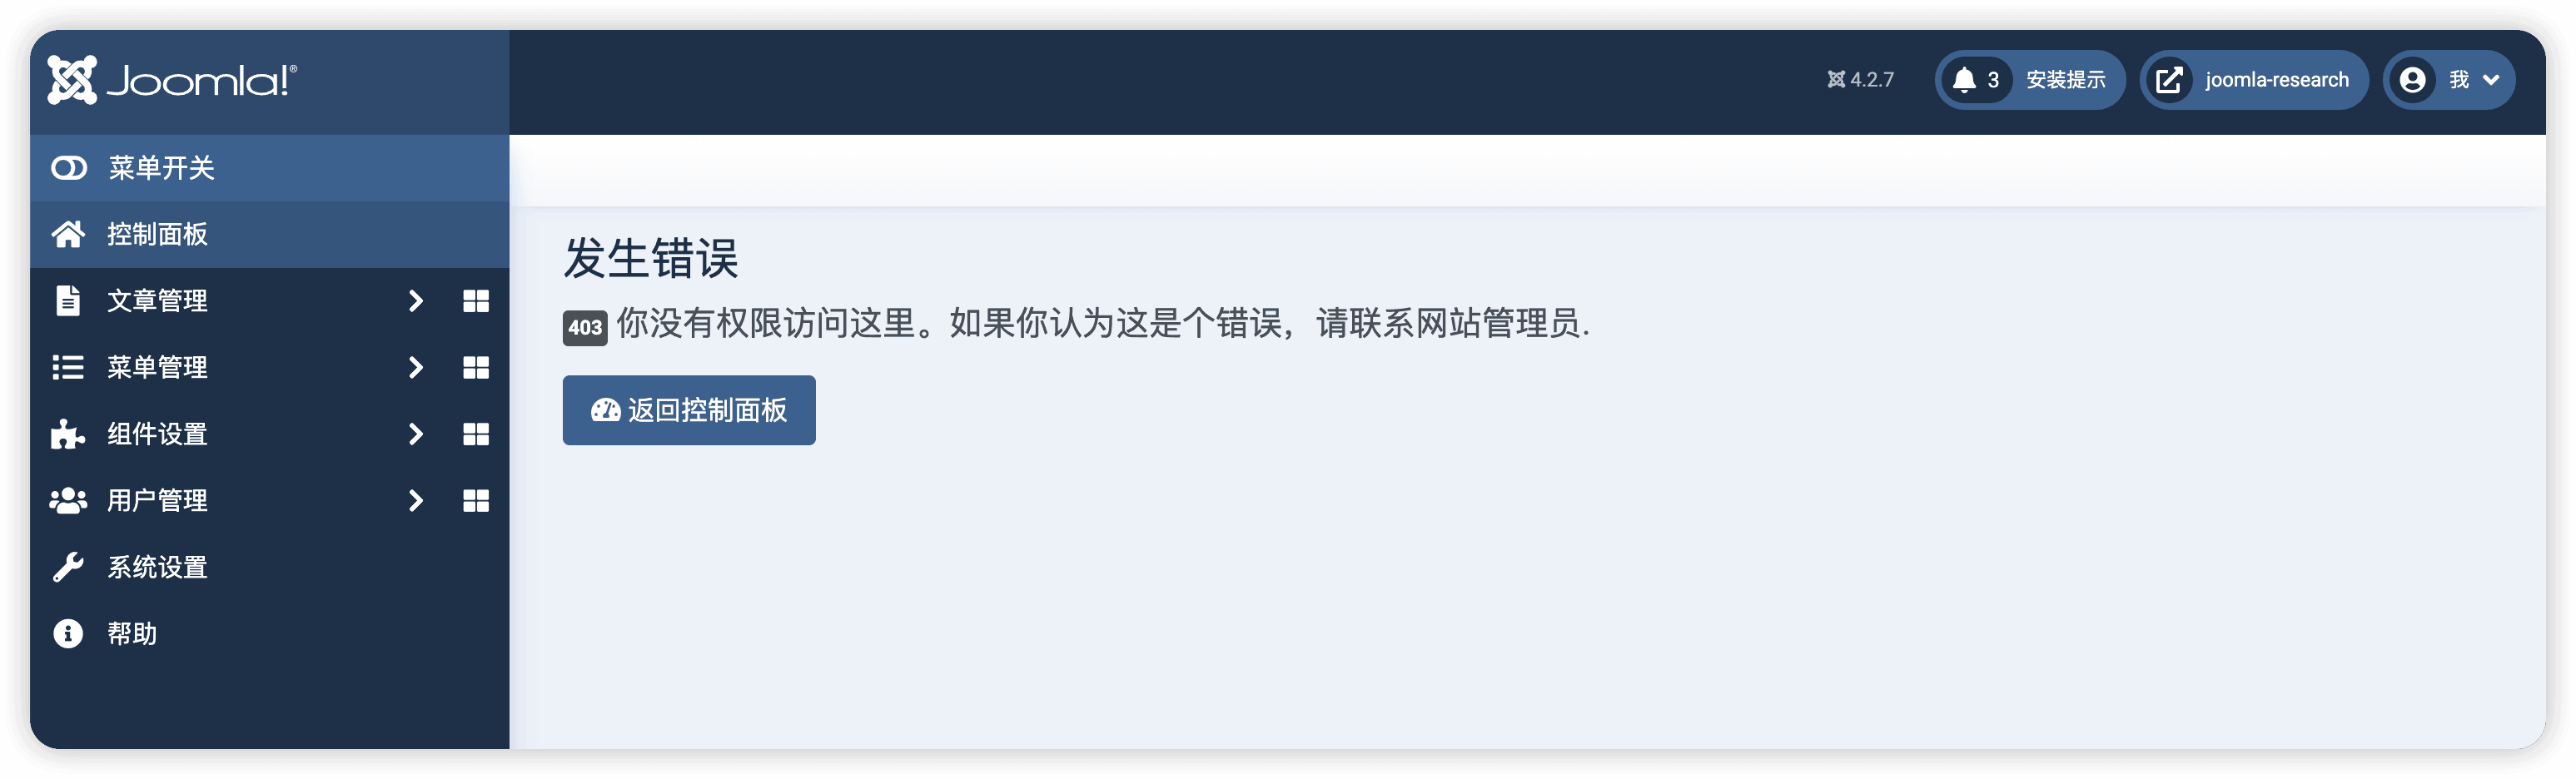 Joomla!®
4.2.7
3 安装提示
joomla-research
我
菜单开关
控制面板
文章管理
菜单管理
组件设置
用户管理
系统设置
帮助
发生错误
403 你没有权限访问这里。如果你认为这是个错误，请联系网站管理员.
返回控制面板